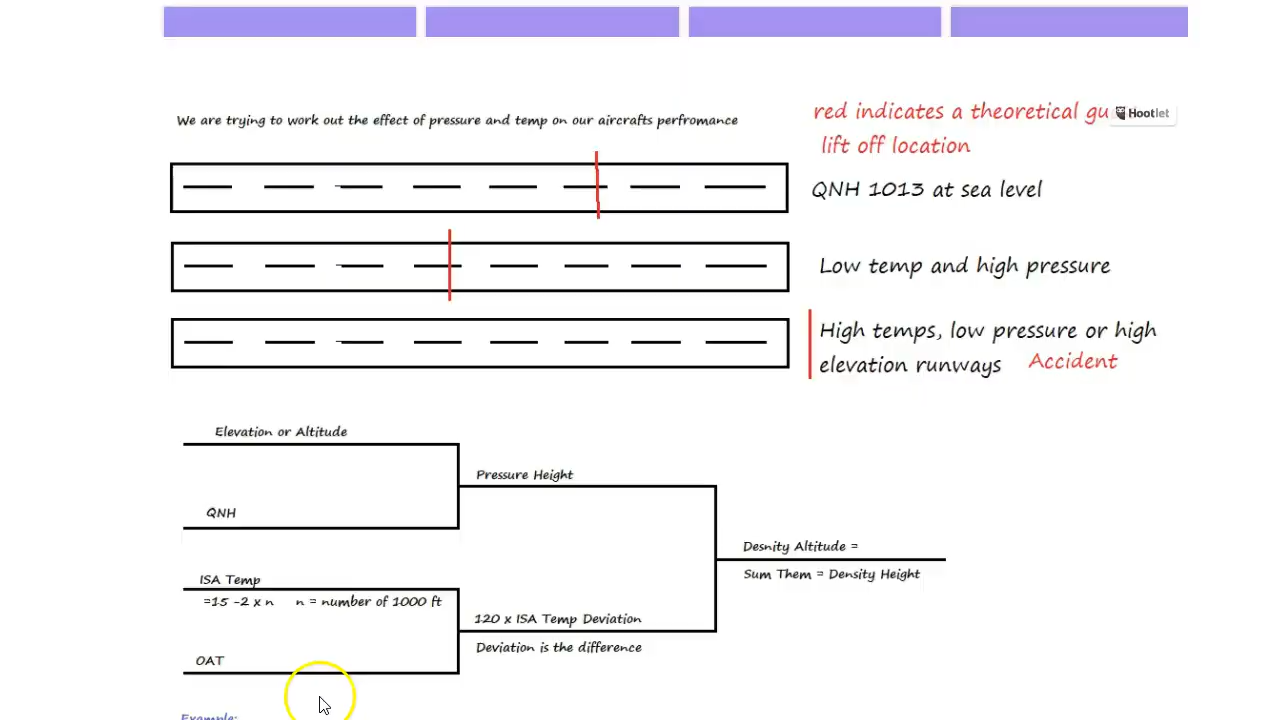 We are trying to work out the effect of pressure and temp on our aircrafts perfromance
red indicates a theoretical gu
Hootlet
lift off location
QNH 1013 at sea level
Low temp and high pressure
High temps, low pressure or high
elevation runways Accident
Elevation or Altitude
Pressure Height
QNH
Desnity Altitude =
Sum Them = Density Height
ISA Temp
=15 -2 x n n = number of 1000 ft
120 x ISA Temp Deviation
Deviation is the difference
OAT
Example: